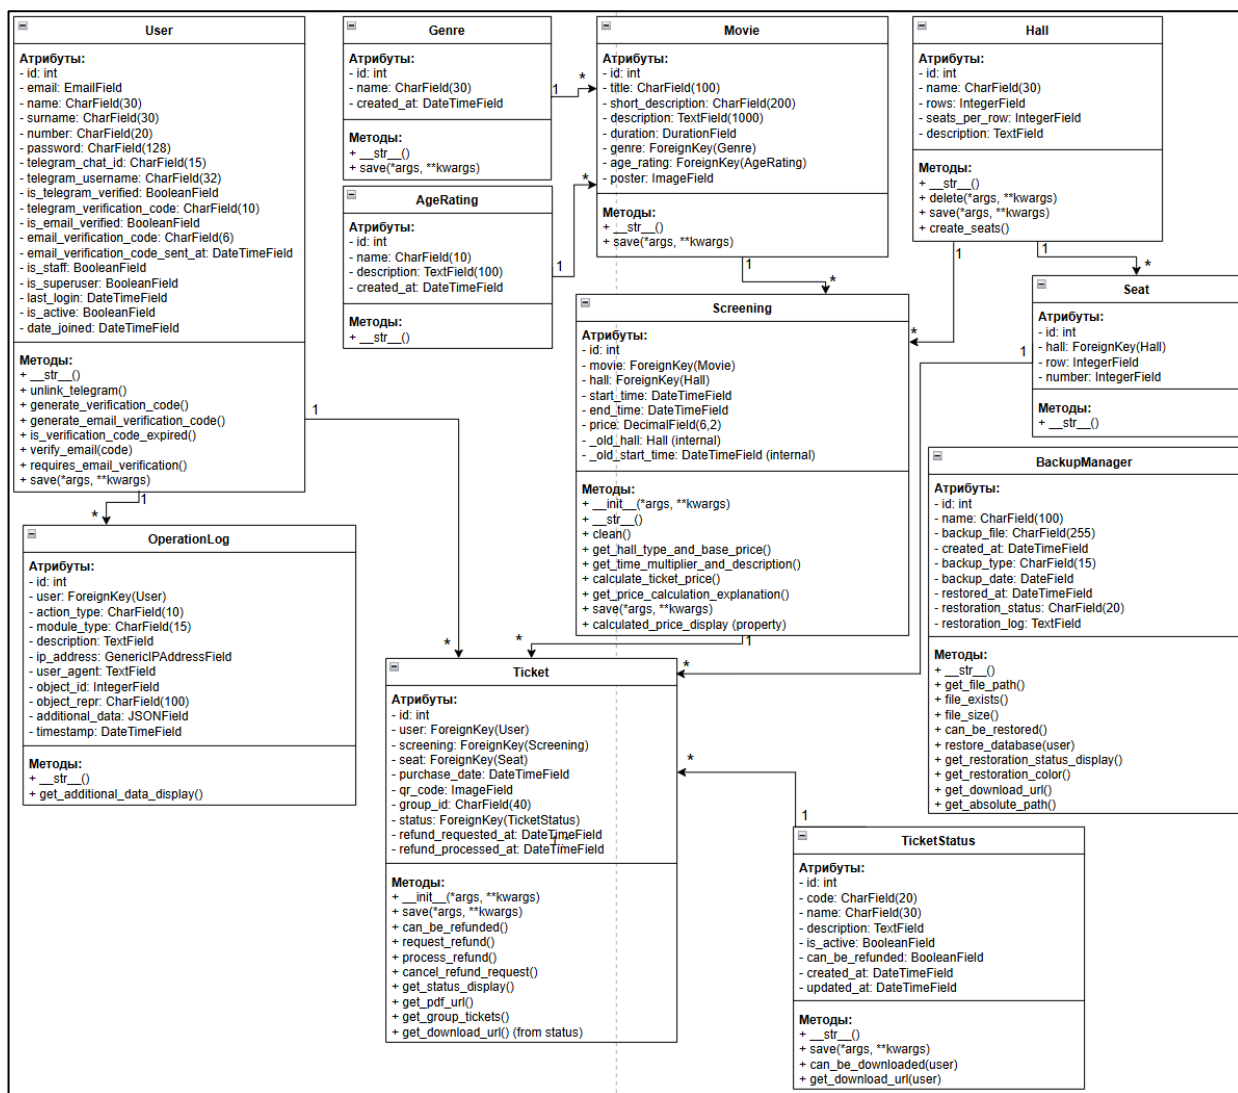 User
Атрибуты:
- id: int
- email: EmailField
- name: CharField(30)
- surname: CharField(30)
- number: CharField(20)
- password: CharField(128)
- telegram_chat_id: CharField(15)
- telegram_username: CharField(32)
- is_telegram_verified: BooleanField
- telegram_verification_code: CharField(10)
- is_email_verified: BooleanField
- email_verification_code: CharField(6)
- email_verification_code_sent_at: DateTimeField
- is_staff: BooleanField
- is_superuser: BooleanField
- last_login: DateTimeField
- is_active: BooleanField
- date_joined: DateTimeField
Методы:
+ __str__()
+ unlink_telegram()
+ generate_verification_code()
+ generate_email_verification_code()
+ is_verification_code_expired()
+ verify_email(code)
+ requires_email_verification()
+ save(*args, **kwargs)
1
*
1
*
Genre
Атрибуты:
- id: int
- name: CharField(30)
- created_at: DateTimeField
Методы:
+ __str__()
+ save(*args, **kwargs)
1
*
AgeRating
Атрибуты:
- id: int
- name: CharField(10)
- description: TextField(100)
- created_at: DateTimeField
Методы:
+ __str__()
1
*
Movie
Атрибуты:
- id: int
- title: CharField(100)
- short_description: CharField(200)
- description: TextField(1000)
- duration: DurationField
- genre: ForeignKey(Genre)
- age_rating: ForeignKey(AgeRating)
- poster: ImageField
Методы:
+ __str__()
+ save(*args, **kwargs)
1
*
Hall
Атрибуты:
- id: int
- name: CharField(30)
- rows: IntegerField
- seats_per_row: IntegerField
- description: TextField
Методы:
+ __str__()
+ delete(*args, **kwargs)
+ save(*args, **kwargs)
+ create_seats()
1
*
1
*
Seat
Атрибуты:
- id: int
- hall: ForeignKey(Hall)
- row: IntegerField
- number: IntegerField
Методы:
+ __str__()
1
*
Screening
Атрибуты:
- id: int
- movie: ForeignKey(Movie)
- hall: ForeignKey(Hall)
- start_time: DateTimeField
- end_time: DateTimeField
- price: DecimalField(6,2)
- _old_hall: Hall (internal)
- _old_start_time: DateTimeField (internal)
Методы:
+ __init__(*args, **kwargs)
+ __str__()
+ clean()
+ get_hall_type_and_base_price()
+ get_time_multiplier_and_description()
+ calculate_ticket_price()
+ get_price_calculation_explanation()
+ save(*args, **kwargs)
+ calculated_price_display (property)
1
*
BackupManager
Атрибуты:
- id: int
- name: CharField(100)
- backup_file: CharField(255)
- created_at: DateTimeField
- backup_type: CharField(15)
- backup_date: DateField
- restored_at: DateTimeField
- restoration_status: CharField(20)
- restoration_log: TextField
Методы:
+ __str__()
+ get_file_path()
+ file_exists()
+ file_size()
+ can_be_restored()
+ restore_database(user)
+ get_restoration_status_display()
+ get_restoration_color()
+ get_download_url()
+ get_absolute_path()
OperationLog
Атрибуты:
- id: int
- user: ForeignKey(User)
- action_type: CharField(10)
- module_type: CharField(15)
- description: TextField
- ip_address: GenericIPAddressField
- user_agent: TextField
- object_id: IntegerField
- object_repr: CharField(100)
- additional_data: JSONField
- timestamp: DateTimeField
Методы:
+ __str__()
+ get_additional_data_display()
Ticket
Атрибуты:
- id: int
- user: ForeignKey(User)
- screening: ForeignKey(Screening)
- seat: ForeignKey(Seat)
- purchase_date: DateTimeField
- qr_code: ImageField
- group_id: CharField(40)
- status: ForeignKey(TicketStatus)
- refund_requested_at: DateTimeField
- refund_processed_at: DateTimeField
Методы:
+ __init__(*args, **kwargs)
+ save(*args, **kwargs)
+ can_be_refunded()
+ request_refund()
+ process_refund()
+ cancel_refund_request()
+ get_status_display()
+ get_pdf_url()
+ get_group_tickets()
+ get_download_url() (from status)
*
1
TicketStatus
Атрибуты:
- id: int
- code: CharField(20)
- name: CharField(30)
- description: TextField
- is_active: BooleanField
- can_be_refunded: BooleanField
- created_at: DateTimeField
- updated_at: DateTimeField
Методы:
+ __str__()
+ save(*args, **kwargs)
+ can_be_downloaded(user)
+ get_download_url(user)